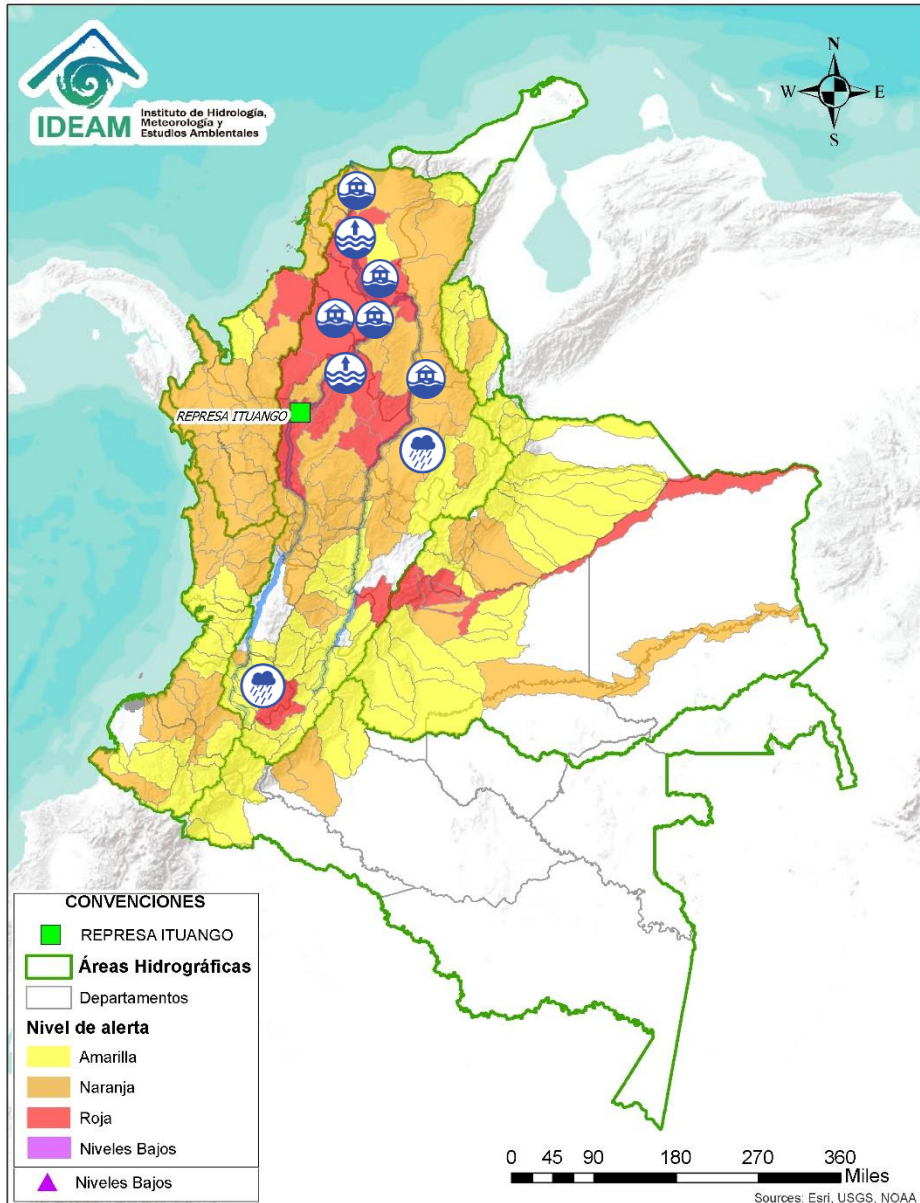 IDEAM
Instituto de Hidrología,
Meteorología y
Estudios Ambientales
N
W
E
S
REPRESA ITUANGO
CONVENCIONES
REPRESA ITUANGO
Áreas Hidrográficas
Departamentos
Nivel de alerta
Amarilla
Naranja
Roja
Niveles Bajos
Niveles Bajos
0 45 90 180 270 360
Miles
Sources: Esri, USGS, NOAA